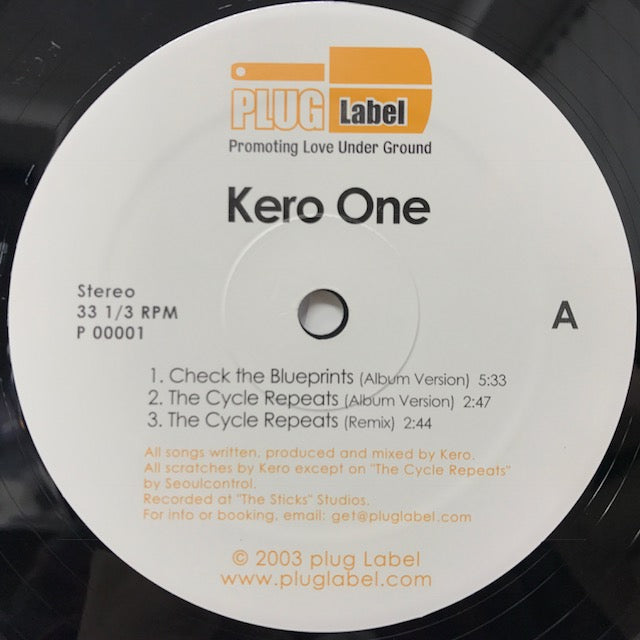 PLUG Label
Promoting Love Under Ground
Kero One
Stereo
33 1/3 RPM
P 00001
A
1. Check the Blueprints (Album Version) 5:33
2. The Cycle Repeats (Album Version) 2:47
3. The Cycle Repeats (Remix) 2:44
All songs written, produced and mixed by Kero.
All scratches by Kero except on "The Cycle Repeats"
by Seoulcontrol.
Recorded at "The Sticks" Studios.
For info or booking, email: get@pluglabel.com
© 2003 plug Label
www.pluglabel.com